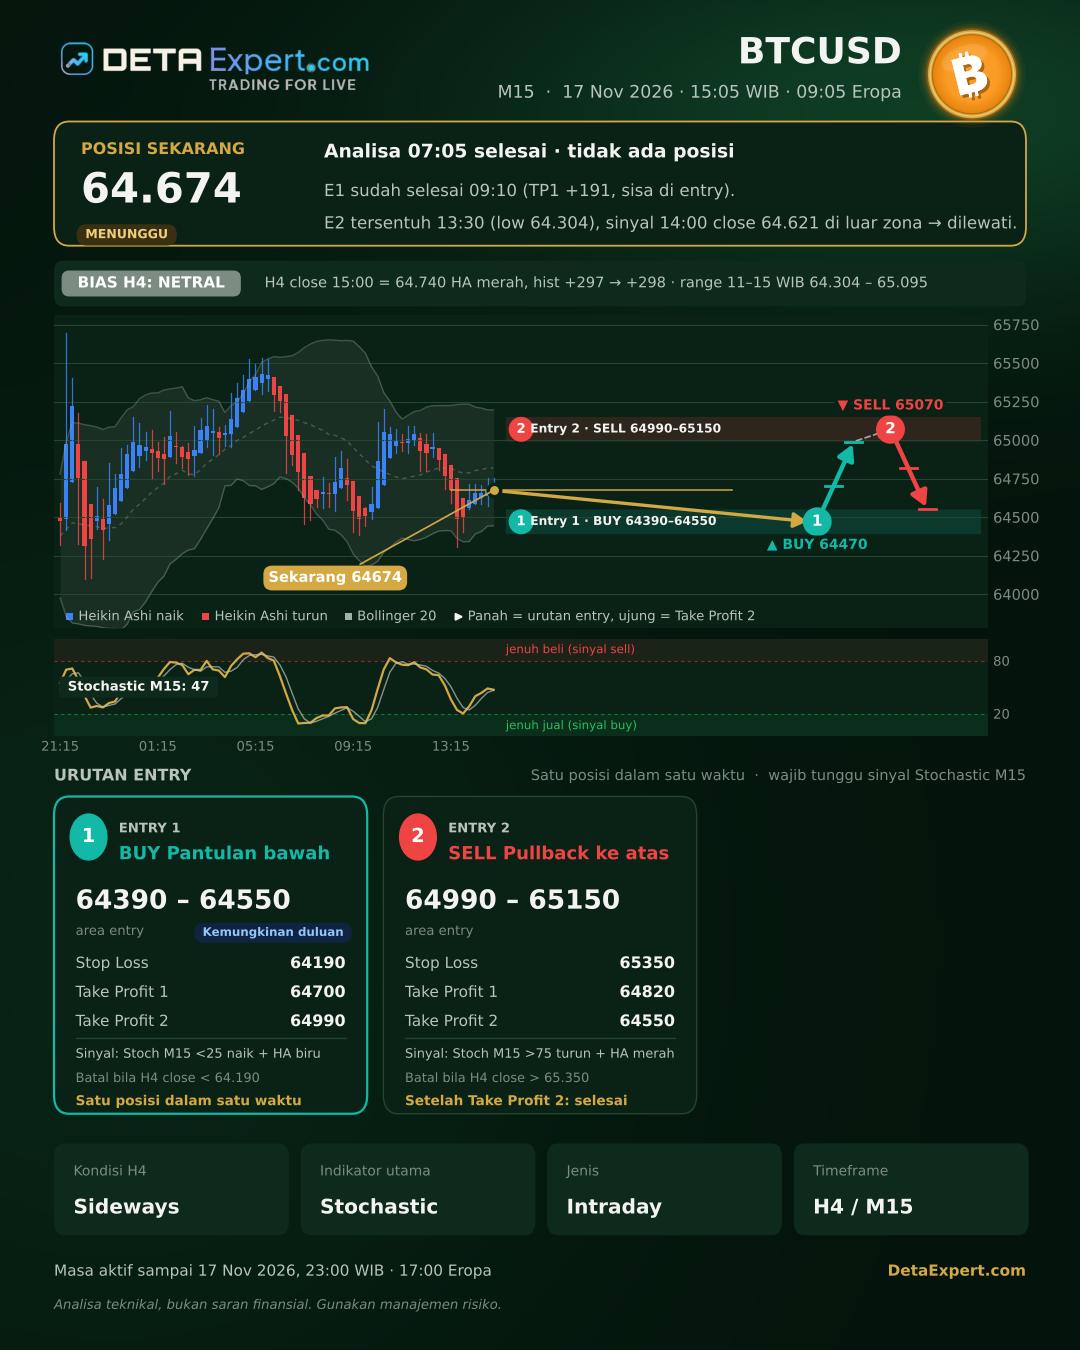 DETA Expert.com
TRADING FOR LIVE
BTCUSD
M15 · 17 Nov 2026 · 15:05 WIB · 09:05 Eropa
B
POSISI SEKARANG
64.674
MENUNGGU
Analisa 07:05 selesai · tidak ada posisi
E1 sudah selesai 09:10 (TP1 +191, sisa di entry).
E2 tersentuh 13:30 (low 64.304), sinyal 14:00 close 64.621 di luar zona → dilewati.
BIAS H4: NETRAL
H4 close 15:00 = 64.740 HA merah, hist +297 → +298 · range 11–15 WIB 64.304 – 65.095
65750
65500
65250
65000
64750
64500
64250
64000
▼ SELL 65070
2
2 Entry 2 · SELL 64990–65150
1 Entry 1 · BUY 64390–64550
1
▲ BUY 64470
Sekarang 64674
Heikin Ashi naik
Heikin Ashi turun
Bollinger 20
Panah = urutan entry, ujung = Take Profit 2
jenuh beli (sinyal sell)
80
Stochastic M15: 47
20
jenuh jual (sinyal buy)
21:15 01:15 05:15 09:15 13:15
URUTAN ENTRY
Satu posisi dalam satu waktu · wajib tunggu sinyal Stochastic M15
1
ENTRY 1
BUY Pantulan bawah
64390 – 64550
area entry
Kemungkinan duluan
Stop Loss 64190
Take Profit 1 64700
Take Profit 2 64990
Sinyal: Stoch M15 <25 naik + HA biru
Batal bila H4 close < 64.190
Satu posisi dalam satu waktu
2
ENTRY 2
SELL Pullback ke atas
64990 – 65150
area entry
Stop Loss 65350
Take Profit 1 64820
Take Profit 2 64550
Sinyal: Stoch M15 >75 turun + HA merah
Batal bila H4 close > 65.350
Setelah Take Profit 2: selesai
Kondisi H4
Sideways
Indikator utama
Stochastic
Jenis
Intraday
Timeframe
H4 / M15
Masa aktif sampai 17 Nov 2026, 23:00 WIB · 17:00 Eropa
DetaExpert.com
Analisa teknikal, bukan saran finansial. Gunakan manajemen risiko.